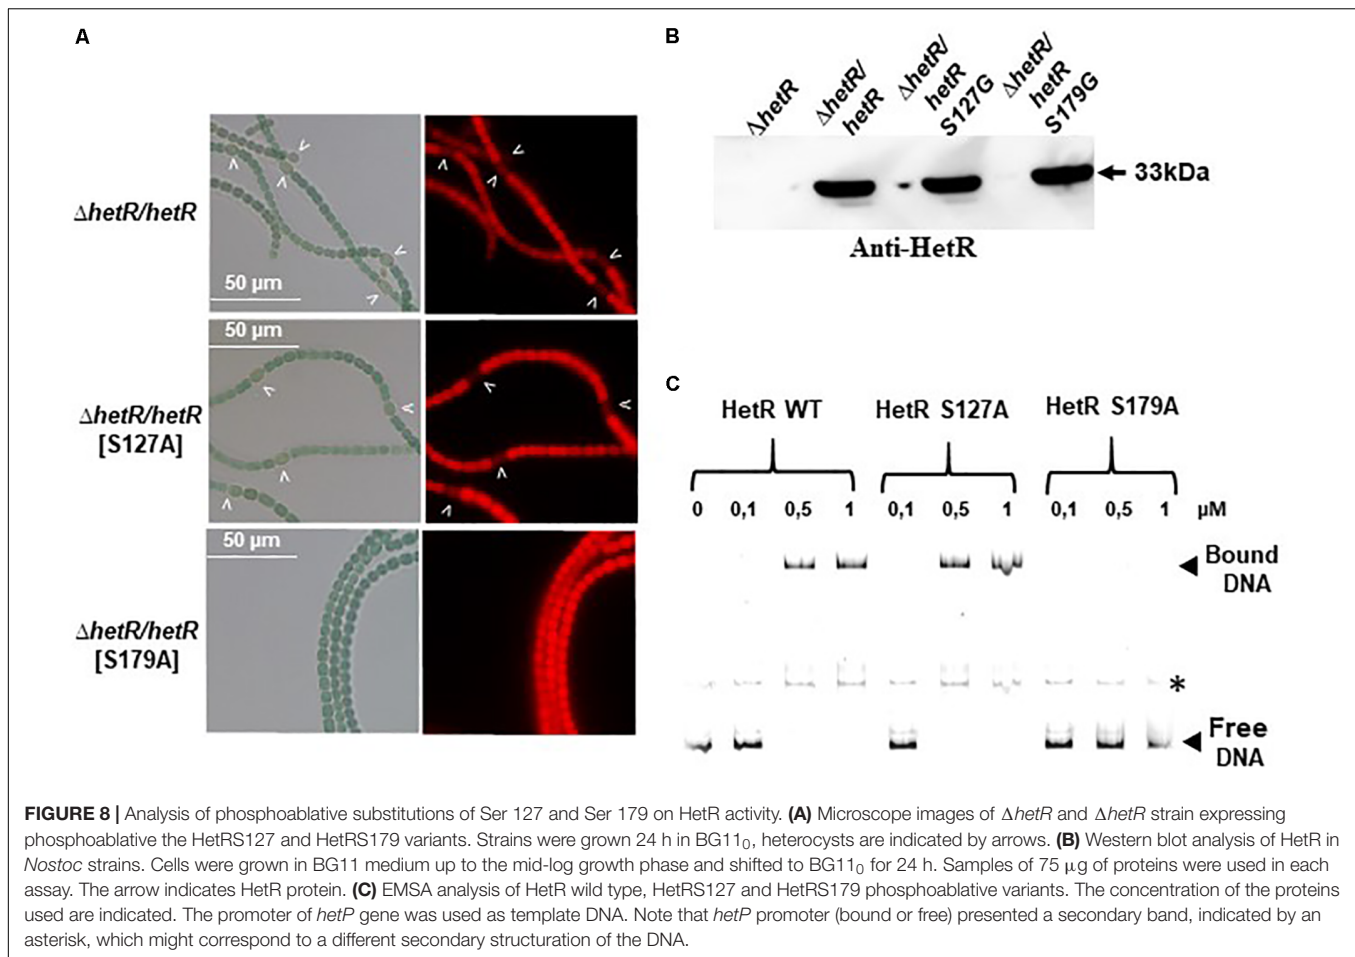 A
ΔhetR/hetR
50 µm
50 µm
ΔhetR/hetR
[S127A]
50 µm
ΔhetR/hetR
[S179A]
B
ΔhetR
ΔhetR/
hetR
ΔhetR/
hetR
S127G
ΔhetR/
hetR
S179G
33kDa
Anti-HetR
C
HetR WT
HetR S127A
HetR S179A
0 0,1 0,5 1 0,1 0,5 1 0,1 0,5 1 µM
Bound
DNA
*
Free
DNA
FIGURE 8 | Analysis of phosphoablative substitutions of Ser 127 and Ser 179 on HetR activity. (A) Microscope images of ΔhetR and ΔhetR strain expressing
phosphoablative the HetRS127 and HetRS179 variants. Strains were grown 24 h in BG11₀, heterocysts are indicated by arrows. (B) Western blot analysis of HetR in
Nostoc strains. Cells were grown in BG11 medium up to the mid-log growth phase and shifted to BG11₀ for 24 h. Samples of 75 µg of proteins were used in each
assay. The arrow indicates HetR protein. (C) EMSA analysis of HetR wild type, HetRS127 and HetRS179 phosphoablative variants. The concentration of the proteins
used are indicated. The promoter of hetP gene was used as template DNA. Note that hetP promoter (bound or free) presented a secondary band, indicated by an
asterisk, which might correspond to a different secondary structuration of the DNA.